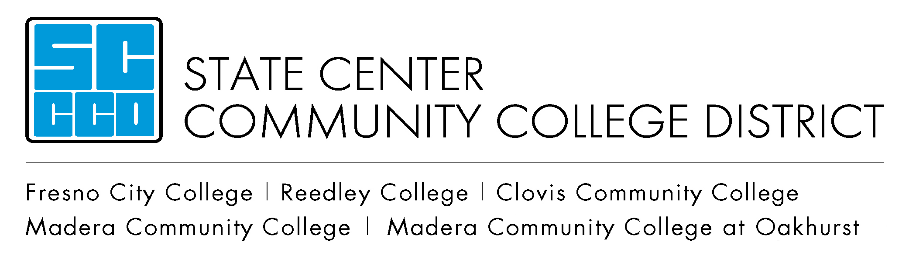 SC
CCD
STATE CENTER
COMMUNITY COLLEGE DISTRICT
Fresno City College | Reedley College | Clovis Community College
Madera Community College | Madera Community College at Oakhurst